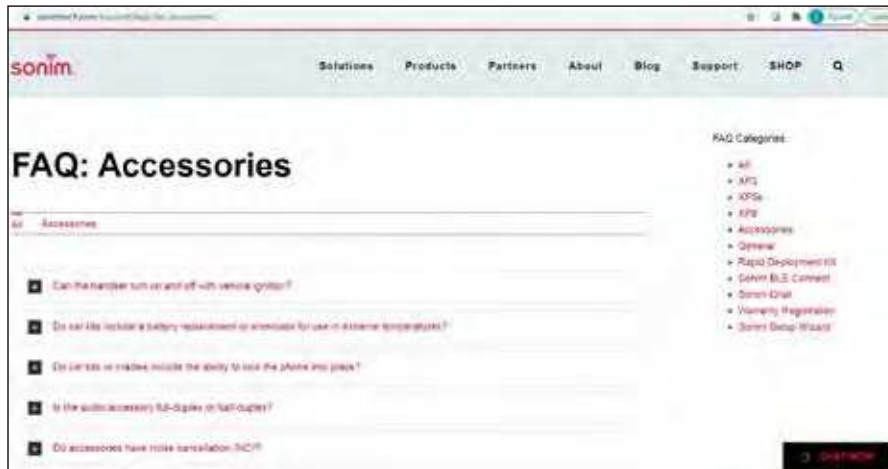 sonim
Solutions Products Partners About Blog Support SHOP
FAQ: Accessories
All Accessories
Can the handset turn on and off with vehicle ignition?
Do car kits include a battery replacement or eliminator for use in extreme temperatures?
Do car kits or cradles include the ability to lock the phone into place?
Is the audio accessory full-duplex or half-duplex?
Do accessories have noise cancellation (NC)?
FAQ Categories
All
XP3
XP5s
XP8
Accessories
General
Rapid Deployment Kit
Sonim BLE Connect
Sonim Chat
Warranty Registration
Sonim Setup Wizard
CHAT NOW